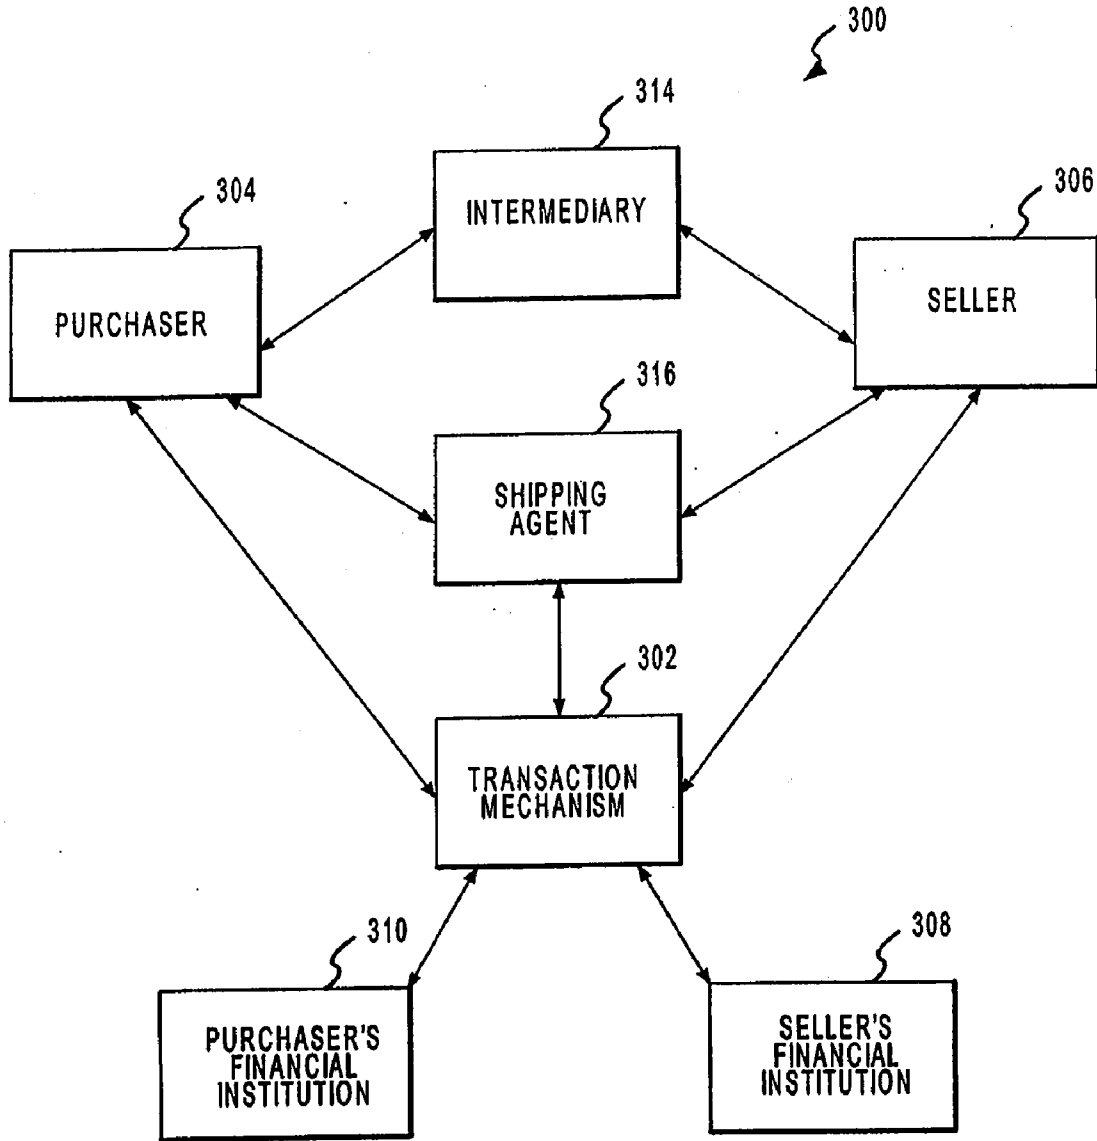 300
314
INTERMEDIARY
304
PURCHASER
306
SELLER
316
SHIPPING
AGENT
302
TRANSACTION
MECHANISM
310
PURCHASER'S
FINANCIAL
INSTITUTION
308
SELLER'S
FINANCIAL
INSTITUTION